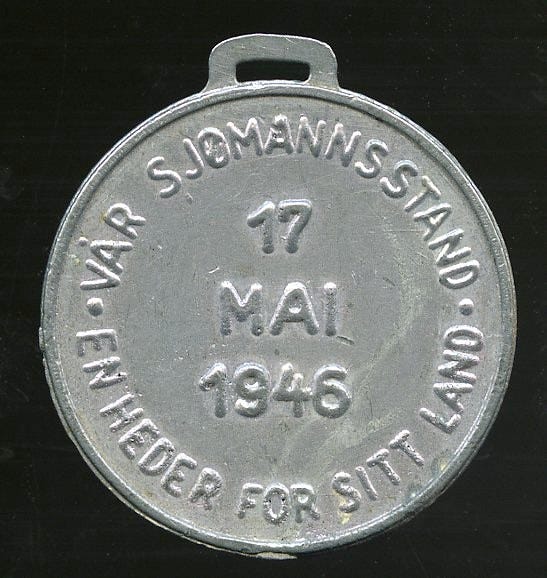 · VÅR SJØMANNSSTAND ·
17
MAI
1946
EN HEDER FOR SITT LAND